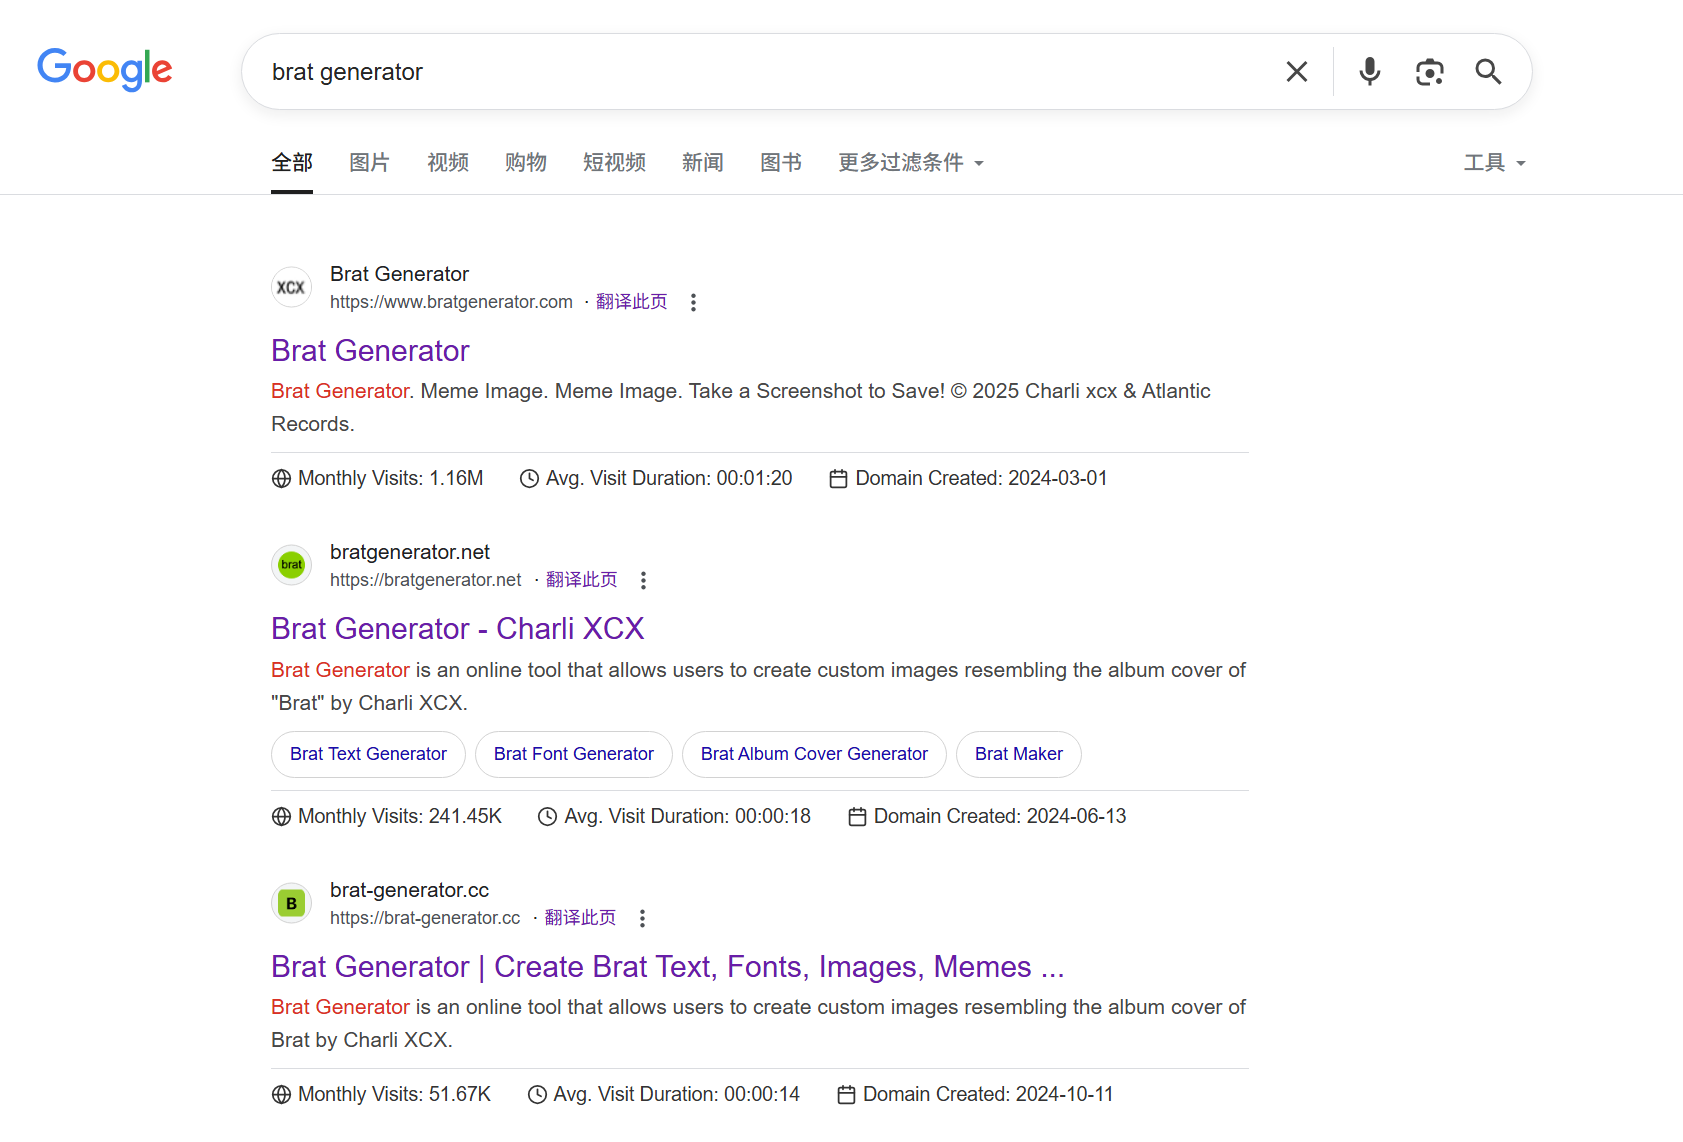 Google
brat generator
全部 图片 视频 购物 短视频 新闻 图书 更多过滤条件 工具
XCX
Brat Generator
https://www.bratgenerator.com · 翻译此页
Brat Generator
Brat Generator. Meme Image. Meme Image. Take a Screenshot to Save! © 2025 Charli xcx & Atlantic
Records.
Monthly Visits: 1.16M Avg. Visit Duration: 00:01:20 Domain Created: 2024-03-01
brat
bratgenerator.net
https://bratgenerator.net · 翻译此页
Brat Generator - Charli XCX
Brat Generator is an online tool that allows users to create custom images resembling the album cover of
"Brat" by Charli XCX.
Brat Text Generator Brat Font Generator Brat Album Cover Generator Brat Maker
Monthly Visits: 241.45K Avg. Visit Duration: 00:00:18 Domain Created: 2024-06-13
B
brat-generator.cc
https://brat-generator.cc · 翻译此页
Brat Generator | Create Brat Text, Fonts, Images, Memes ...
Brat Generator is an online tool that allows users to create custom images resembling the album cover of
Brat by Charli XCX.
Monthly Visits: 51.67K Avg. Visit Duration: 00:00:14 Domain Created: 2024-10-11